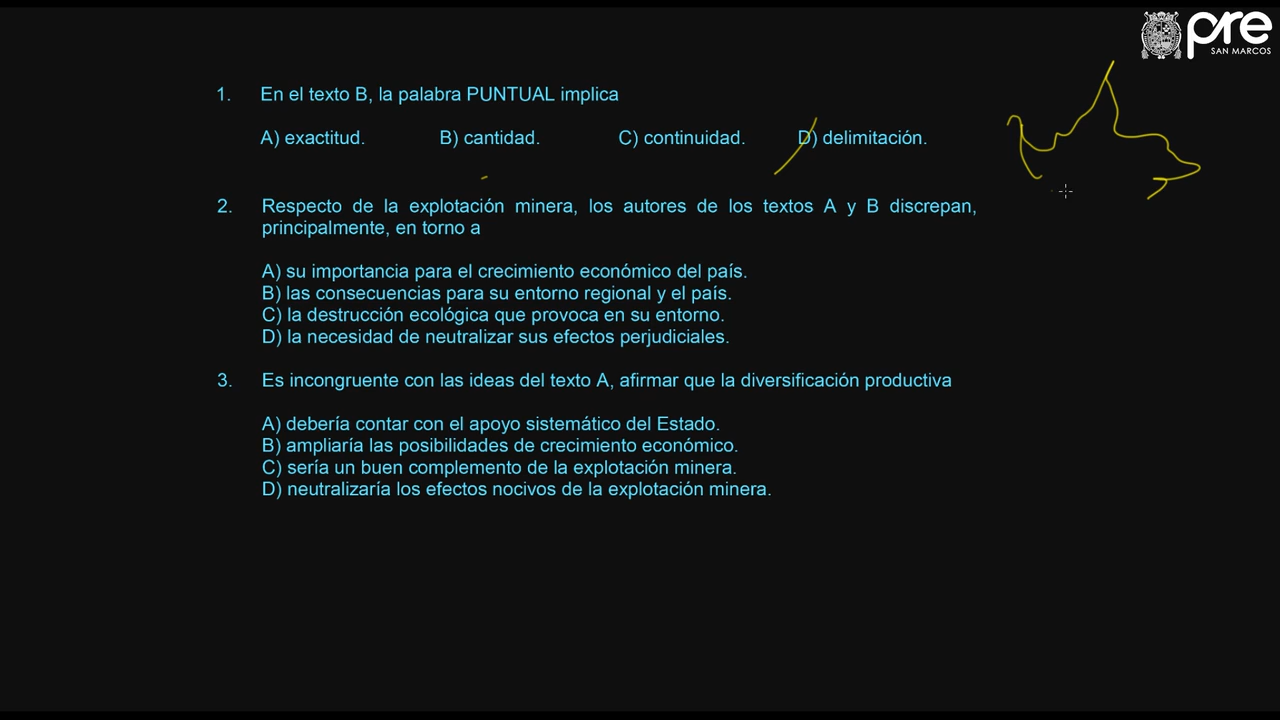 pre
SAN MARCOS
1. En el texto B, la palabra PUNTUAL implica
A) exactitud. B) cantidad. C) continuidad. D) delimitación.
2. Respecto de la explotación minera, los autores de los textos A y B discrepan,
principalmente, en torno a
A) su importancia para el crecimiento económico del país.
B) las consecuencias para su entorno regional y el país.
C) la destrucción ecológica que provoca en su entorno.
D) la necesidad de neutralizar sus efectos perjudiciales.
3. Es incongruente con las ideas del texto A, afirmar que la diversificación productiva
A) debería contar con el apoyo sistemático del Estado.
B) ampliaría las posibilidades de crecimiento económico.
C) sería un buen complemento de la explotación minera.
D) neutralizaría los efectos nocivos de la explotación minera.